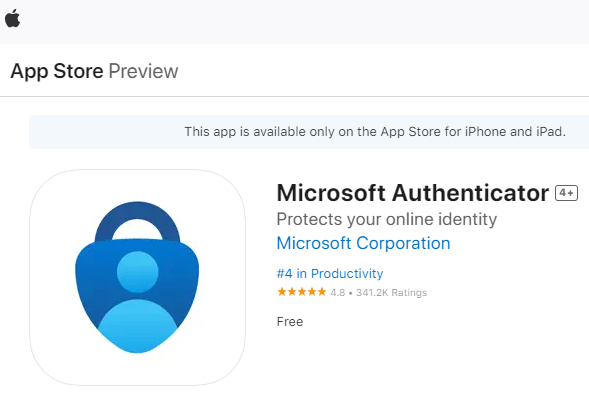 App Store Preview
This app is available only on the App Store for iPhone and iPad.
Microsoft Authenticator 4+
Protects your online identity
Microsoft Corporation
#4 in Productivity
★★★★★ 4.8 • 341.2K Ratings
Free